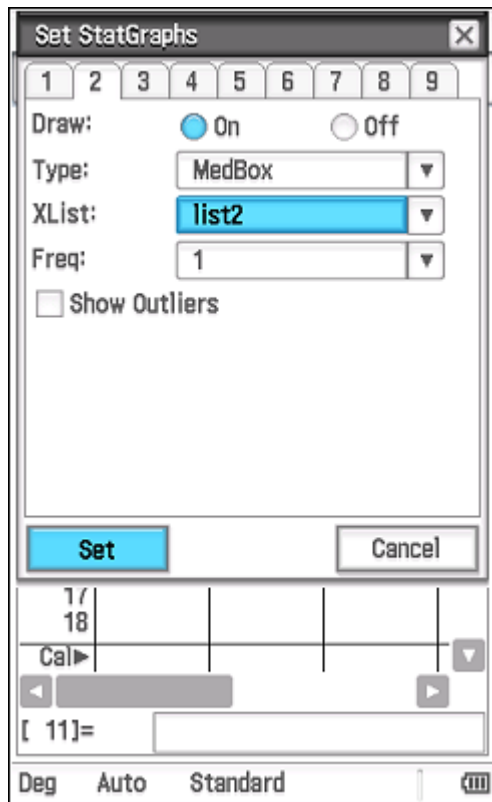 Set StatGraphs
1 2 3 4 5 6 7 8 9
Draw: On Off
Type: MedBox
XList: list2
Freq: 1
Show Outliers
Set Cancel
17
18
Cal
[ 11]=
Deg Auto Standard